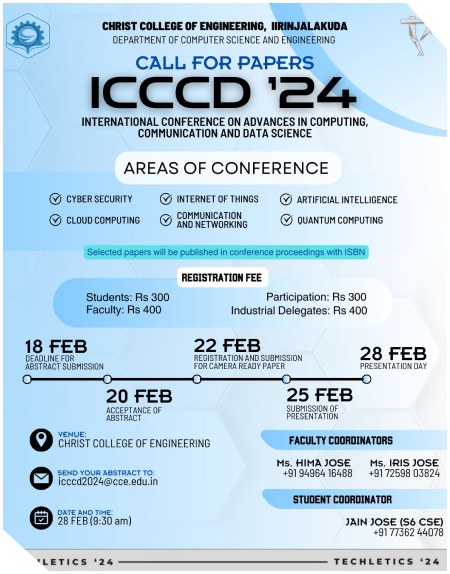 CHRIST COLLEGE OF ENGINEERING, IRINJALAKUDA
DEPARTMENT OF COMPUTER SCIENCE AND ENGINEERING
CALL FOR PAPERS
ICCCD '24
INTERNATIONAL CONFERENCE ON ADVANCES IN COMPUTING,
COMMUNICATION AND DATA SCIENCE
AREAS OF CONFERENCE
CYBER SECURITY
INTERNET OF THINGS
ARTIFICIAL INTELLIGENCE
CLOUD COMPUTING
COMMUNICATION
AND NETWORKING
QUANTUM COMPUTING
Selected papers will be published in conference proceedings with ISBN
REGISTRATION FEE
Students: Rs 300
Faculty: Rs 400
Participation: Rs 300
Industrial Delegates: Rs 400
18 FEB
DEADLINE FOR
ABSTRACT SUBMISSION
20 FEB
ACCEPTANCE OF
ABSTRACT
22 FEB
REGISTRATION AND SUBMISSION
FOR CAMERA READY PAPER
25 FEB
SUBMISSION OF
PRESENTATION
28 FEB
PRESENTATION DAY
VENUE:
CHRIST COLLEGE OF ENGINEERING
SEND YOUR ABSTRACT TO:
icccd2024@cce.edu.in
DATE AND TIME:
28 FEB (9:30 am)
FACULTY COORDINATORS
Ms. HIMA JOSE
+91 94964 16488
Ms. IRIS JOSE
+91 72598 03824
STUDENT COORDINATOR
JAIN JOSE (S6 CSE)
+91 77362 44078
LETICS '24
TECHLETICS '24